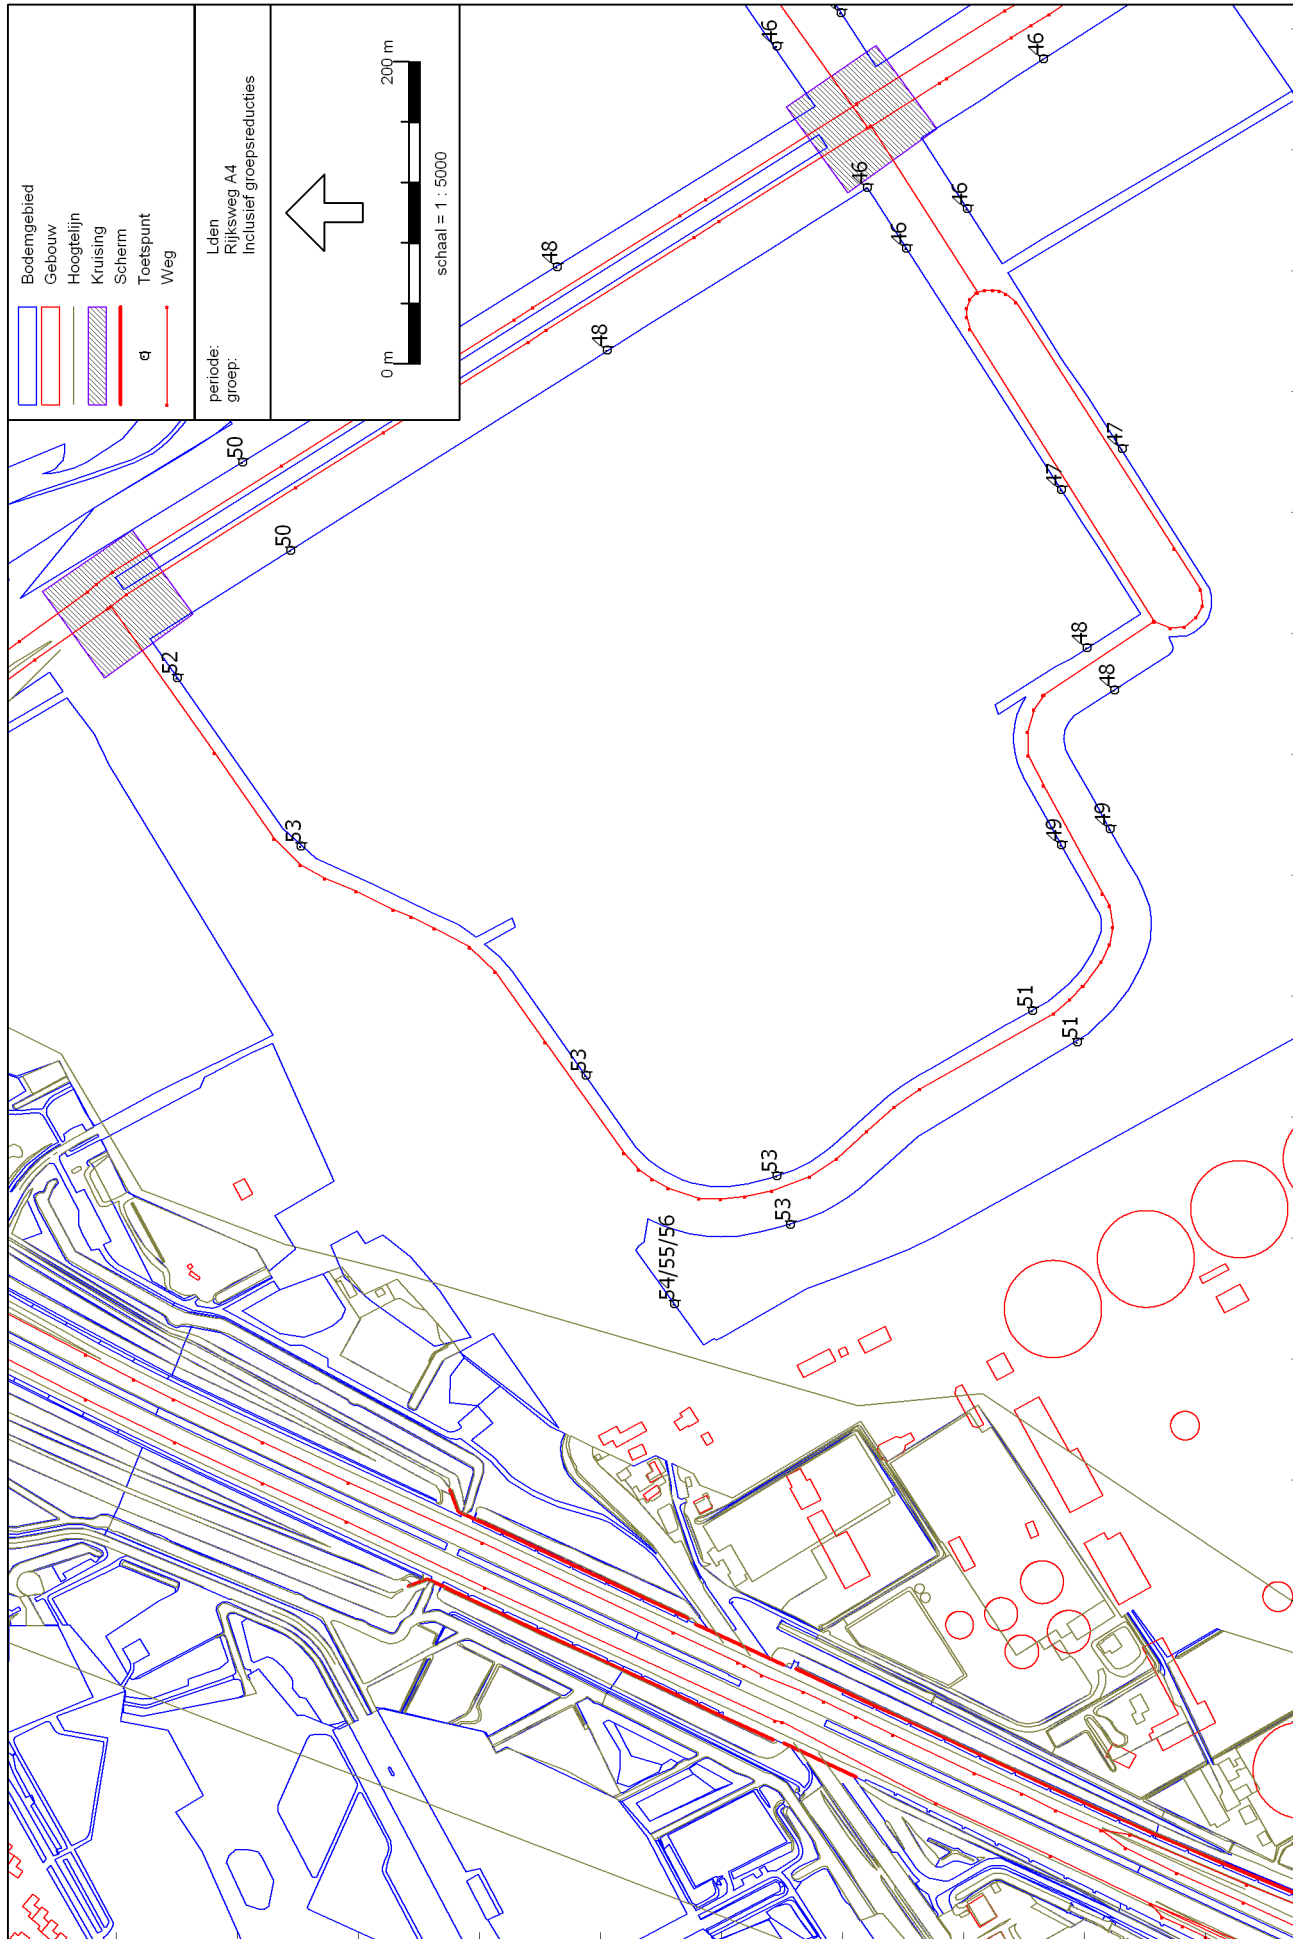 Bodemgebied
Gebouw
Hoogtelijn
Kruising
Scherm
Toetspunt
Weg
periode: Lden
groep: Rijksweg A4
Inclusief groepsreducties
0 m 200 m
schaal = 1 : 5000
46
46
46
46
46
48
48
50
50
52
53
47
47
48
48
49
49
51
51
53
53
53
54/55/56